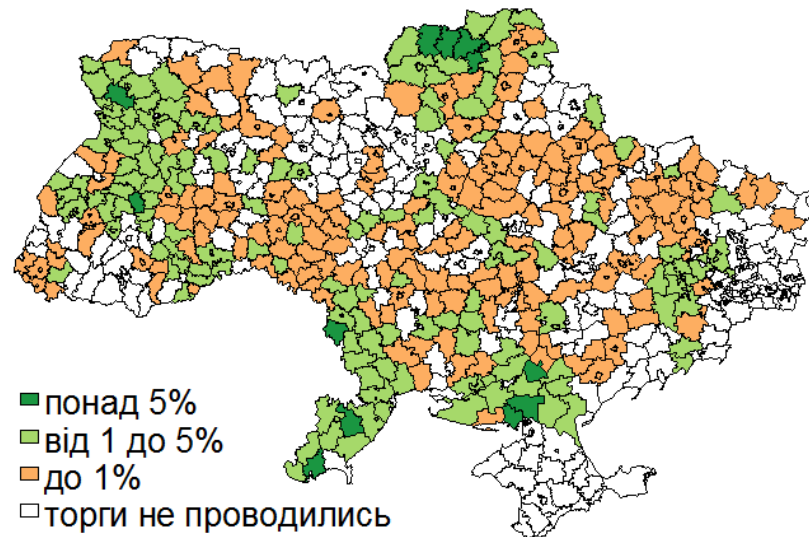 понад 5%
від 1 до 5%
до 1%
торги не проводились